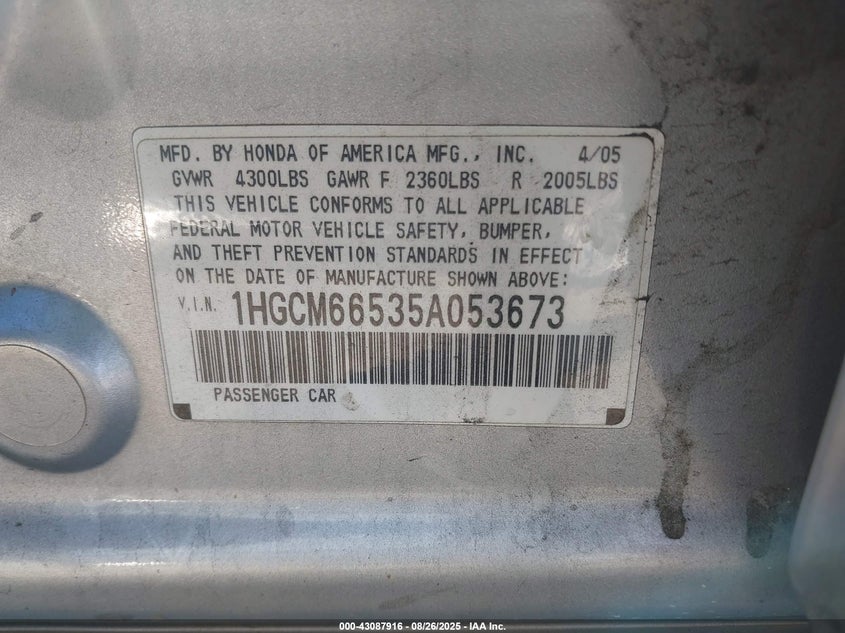 MFD. BY HONDA OF AMERICA MFG., INC. 4/05
GVWR 4300LBS GAWR F 2360LBS R 2005LBS
THIS VEHICLE CONFORMS TO ALL APPLICABLE
FEDERAL MOTOR VEHICLE SAFETY, BUMPER,
AND THEFT PREVENTION STANDARDS IN EFFECT
ON THE DATE OF MANUFACTURE SHOWN ABOVE:
V.I.N. 1HGCM66535A053673
PASSENGER CAR
000-43087916 - 08/26/2025 - IAA Inc.